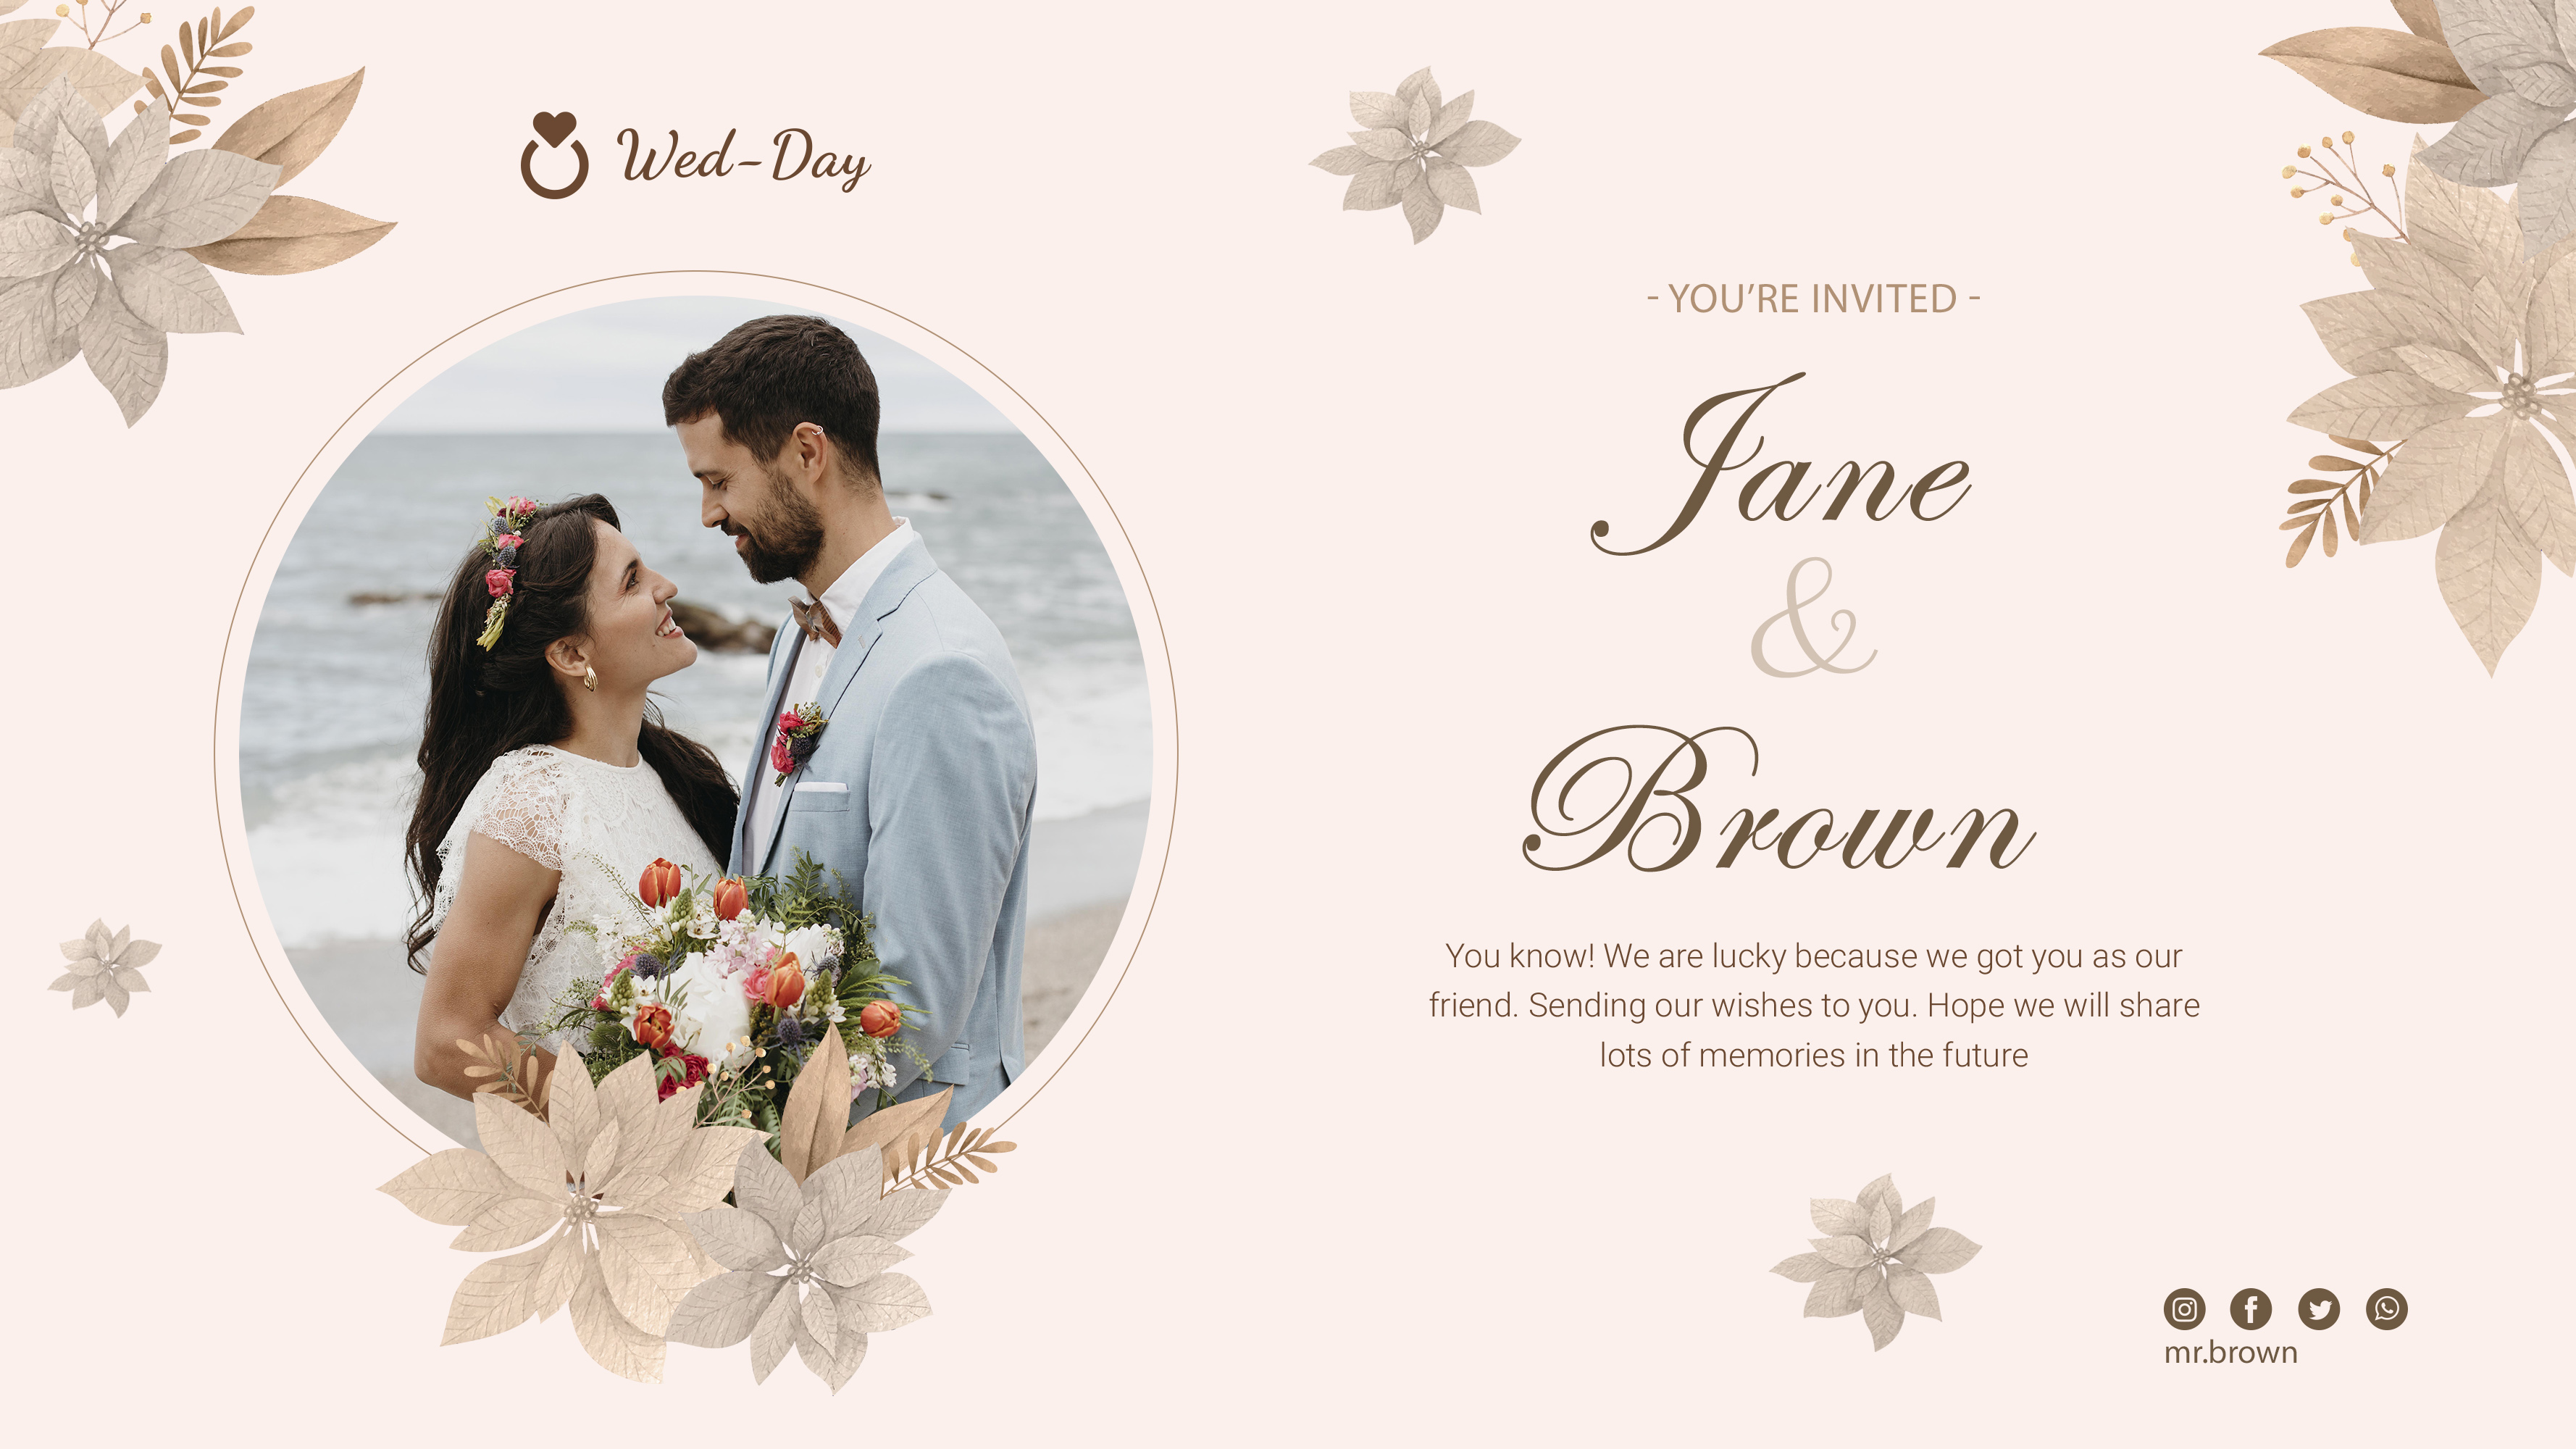 Wed-Day
- YOU’RE INVITED -
Jane
&
Brown
You know! We are lucky because we got you as our
friend. Sending our wishes to you. Hope we will share
lots of memories in the future
mr.brown